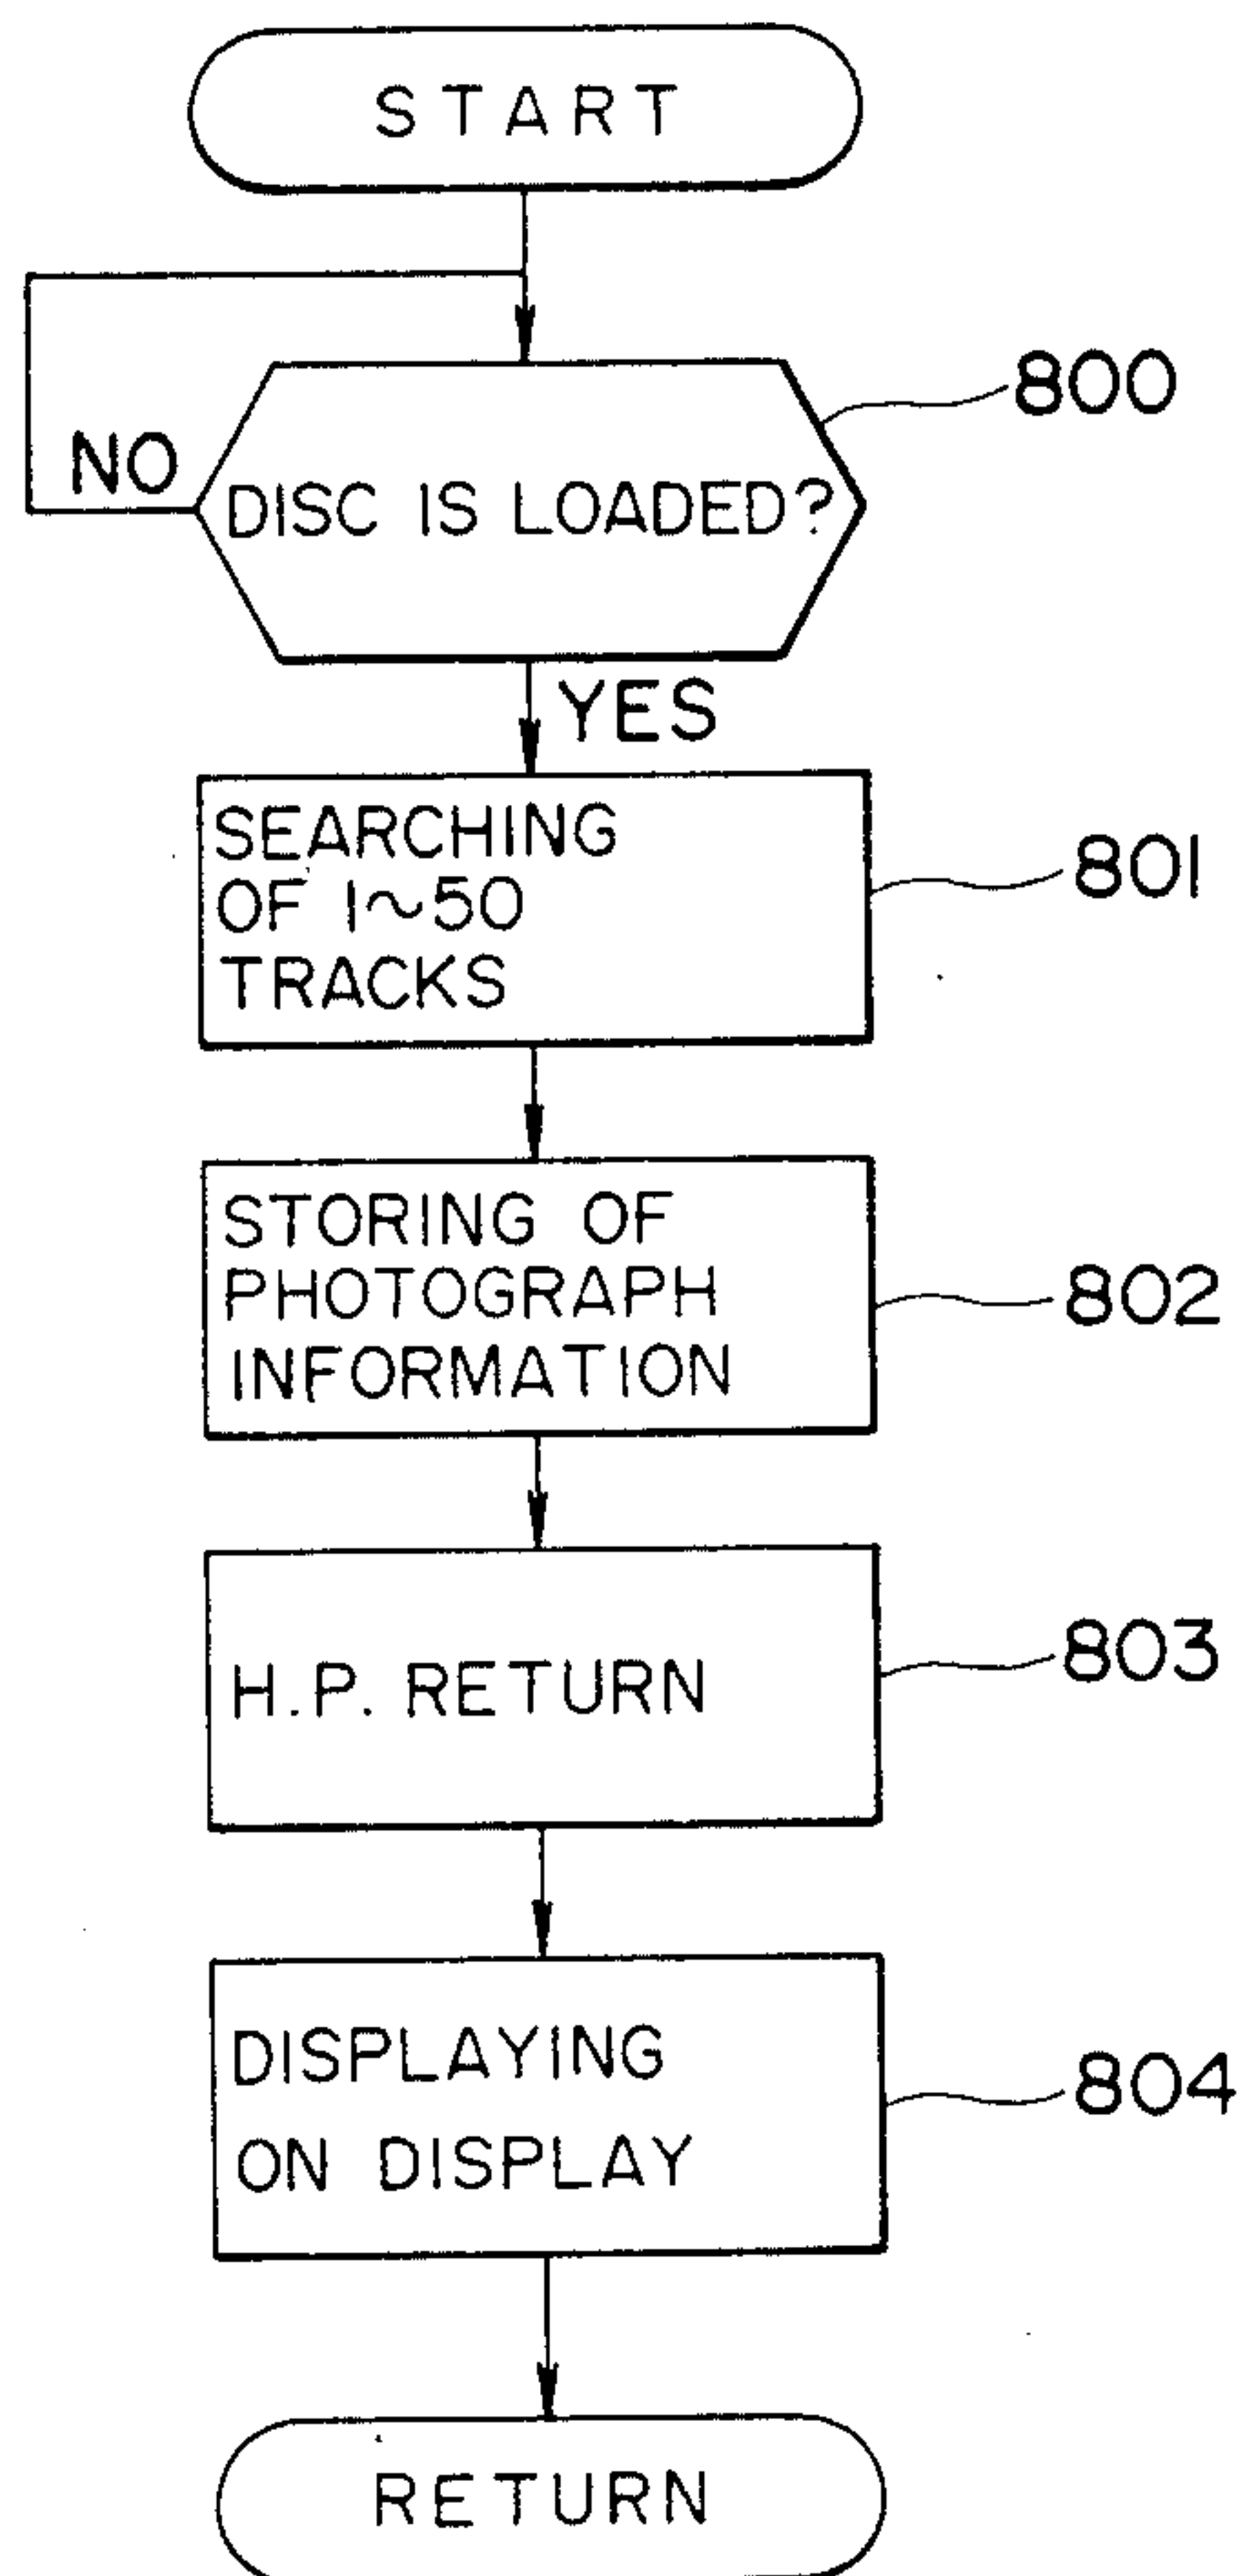 START
800
NO
DISC IS LOADED?
YES
SEARCHING
OF 1~50
TRACKS
801
STORING OF
PHOTOGRAPH
INFORMATION
802
H.P. RETURN
803
DISPLAYING
ON DISPLAY
804
RETURN